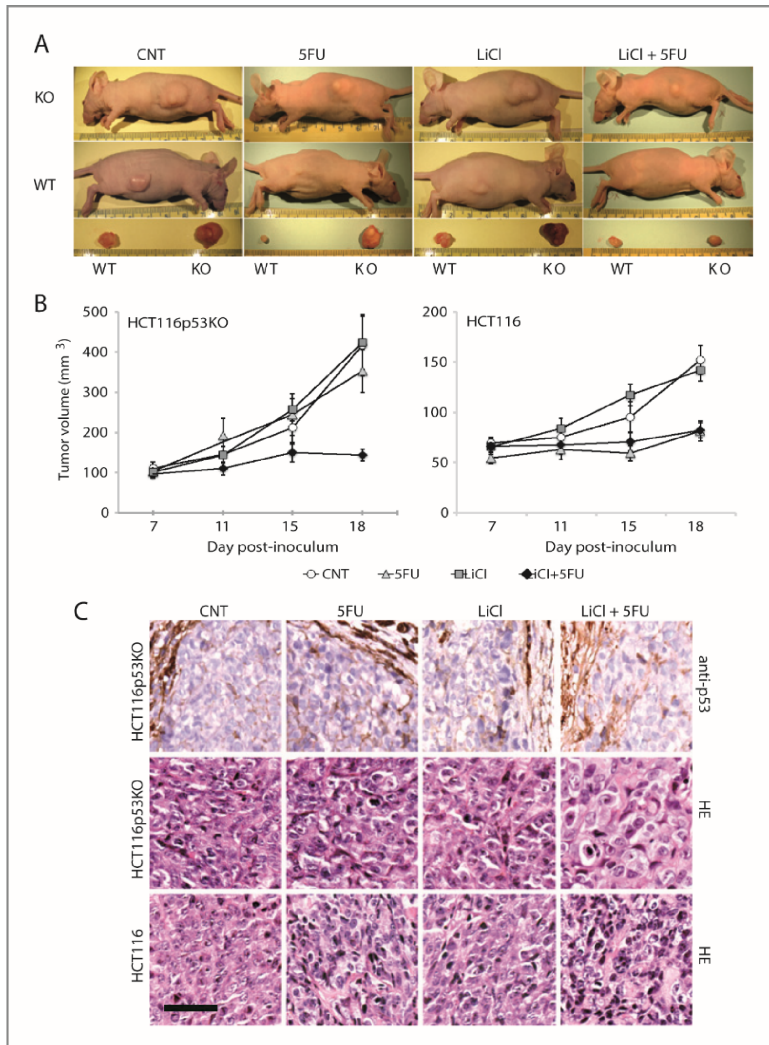 A
CNT 5FU LiCl LiCl + 5FU
KO
WT
WT KO WT KO WT KO WT KO
B
500
400
300
200
100
0
HCT116p53KO
Tumor volume (mm 3)
7 11 15 18
Day post-inoculum
200
150
100
50
0
HCT116
7 11 15 18
Day post-inoculum
CNT 5FU LiCl iCl+5FU
C
CNT 5FU LiCl LiCl + 5FU
HCT116p53KO
anti-p53
HCT116p53KO
HE
HCT116
HE